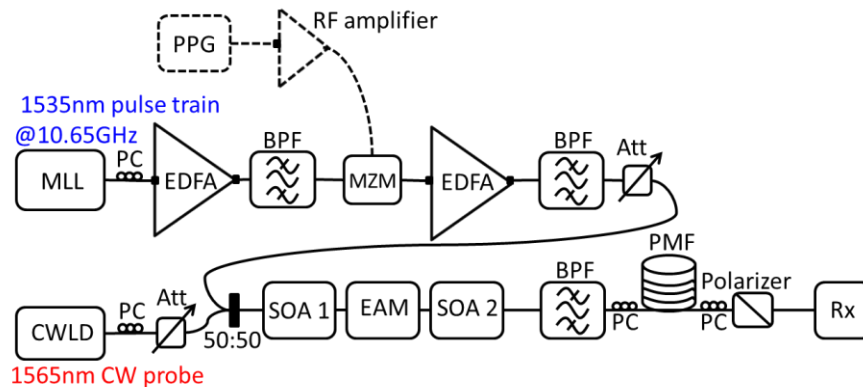 PPG
RF amplifier
1535nm pulse train
@10.65GHz
PC
MLL
EDFA
BPF
MZM
EDFA
BPF
Att
CWLD
PC
Att
50:50
SOA 1
EAM
SOA 2
BPF
PC
PMF
PC
Polarizer
Rx
1565nm CW probe